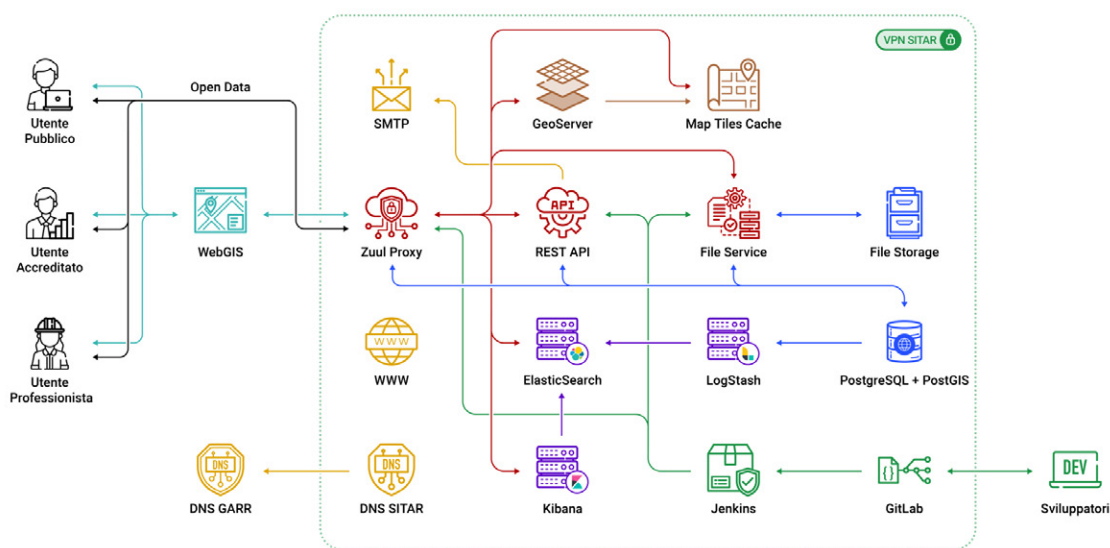 VPN SITAR
Open Data
Utente
Pubblico
SMTP
GeoServer
Map Tiles Cache
API
Utente
Accreditato
WebGIS
Zuul Proxy
REST API
File Service
File Storage
WWW
Utente
Professionista
WWW
ElasticSearch
LogStash
PostgreSQL + PostGIS
DNS
DNS
DEV
DNS GARR
DNS SITAR
Kibana
Jenkins
GitLab
Sviluppatori